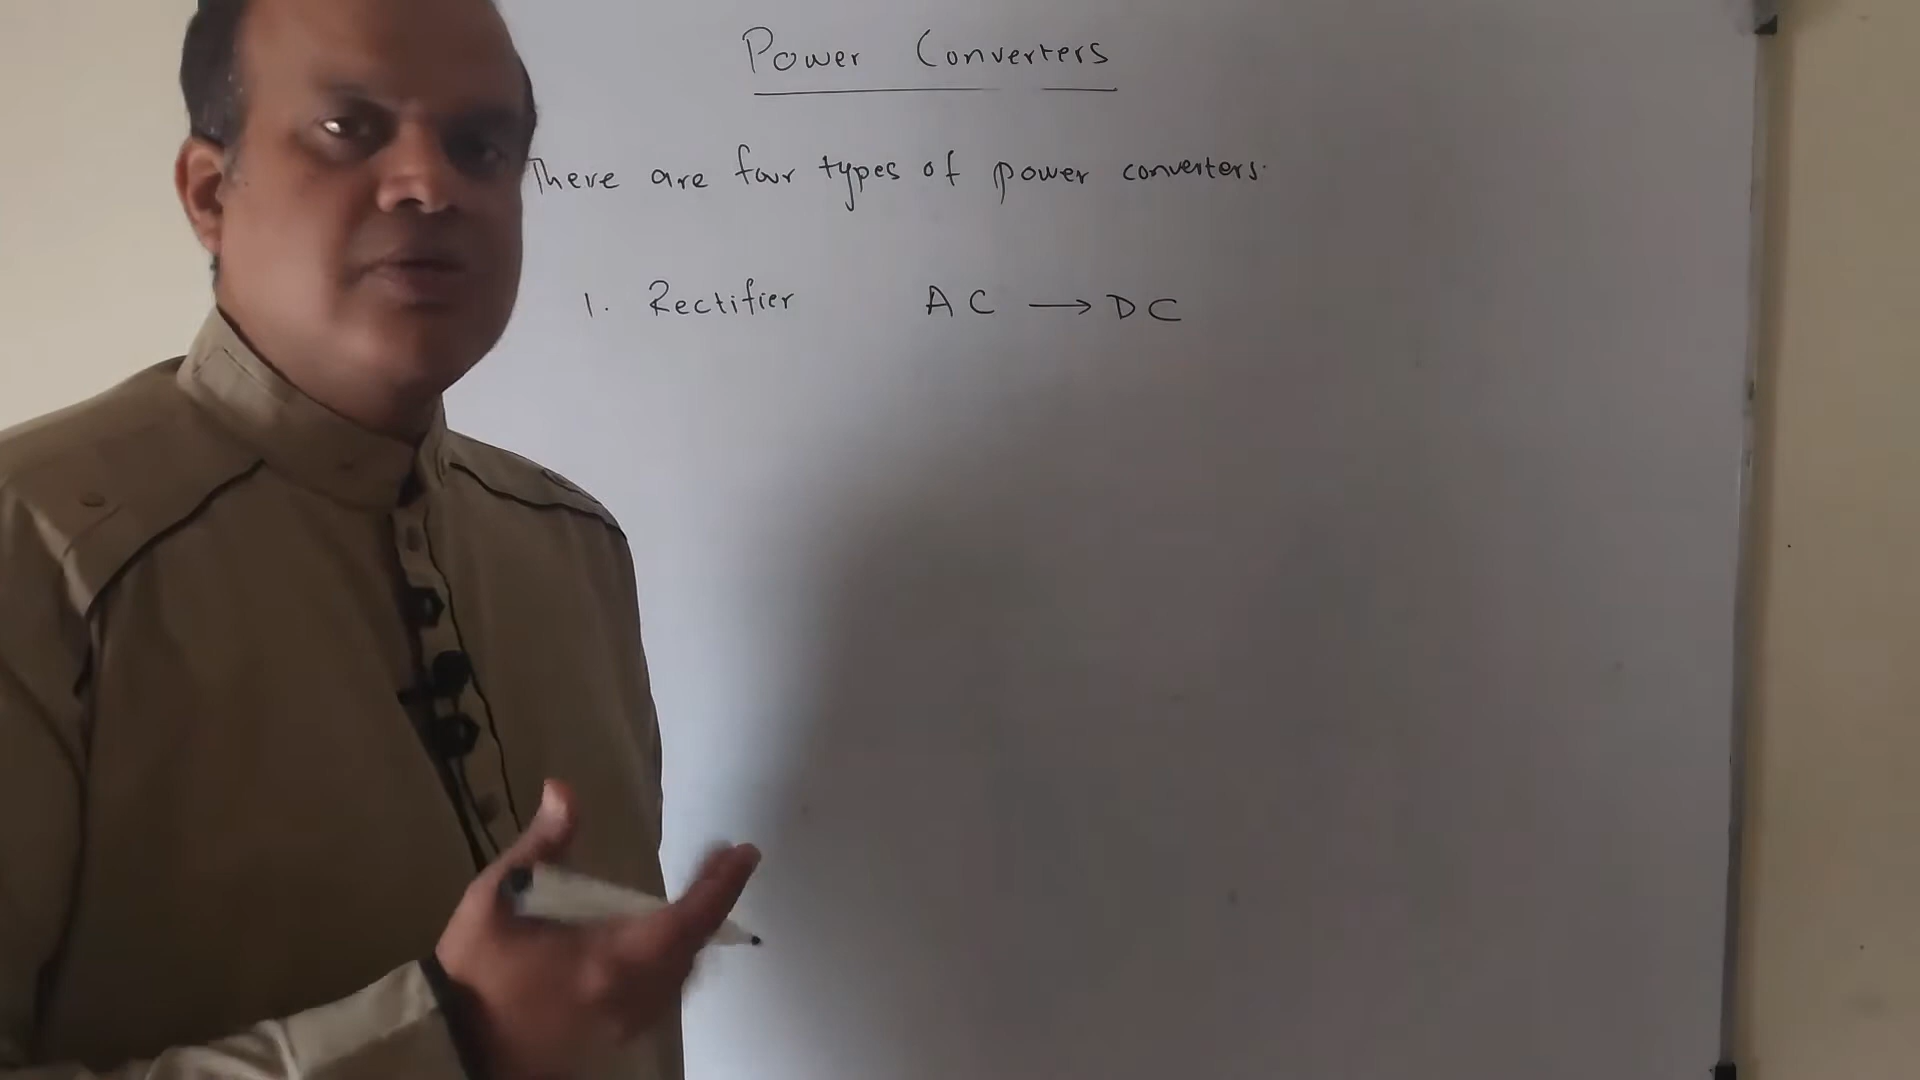 Power Converters
There are four types of power converters.
1. Rectifier AC → DC